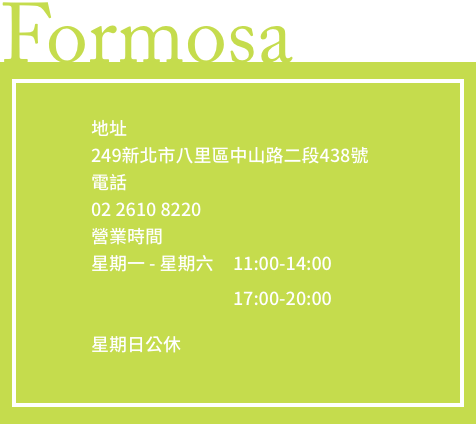 Formosa
地址
249新北市八里區中山路二段438號
電話
02 2610 8220
營業時間
星期一 - 星期六 11:00-14:00
17:00-20:00
星期日公休